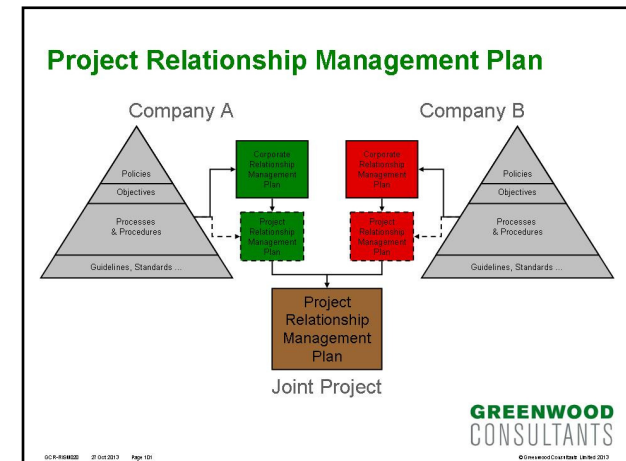 Project Relationship Management Plan
Company A
Company B
Policies
Objectives
Processes
& Procedures
Guidelines, Standards ...
Corporate
Relationship
Management
Plan
Project
Relationship
Management
Plan
Corporate
Relationship
Management
Plan
Project
Relationship
Management
Plan
Policies
Objectives
Processes
& Procedures
Guidelines, Standards ...
Project
Relationship
Management
Plan
Joint Project
GREENWOOD
CONSULTANTS
27 Oct 2013
© Greenwood Consultants Limited 2013